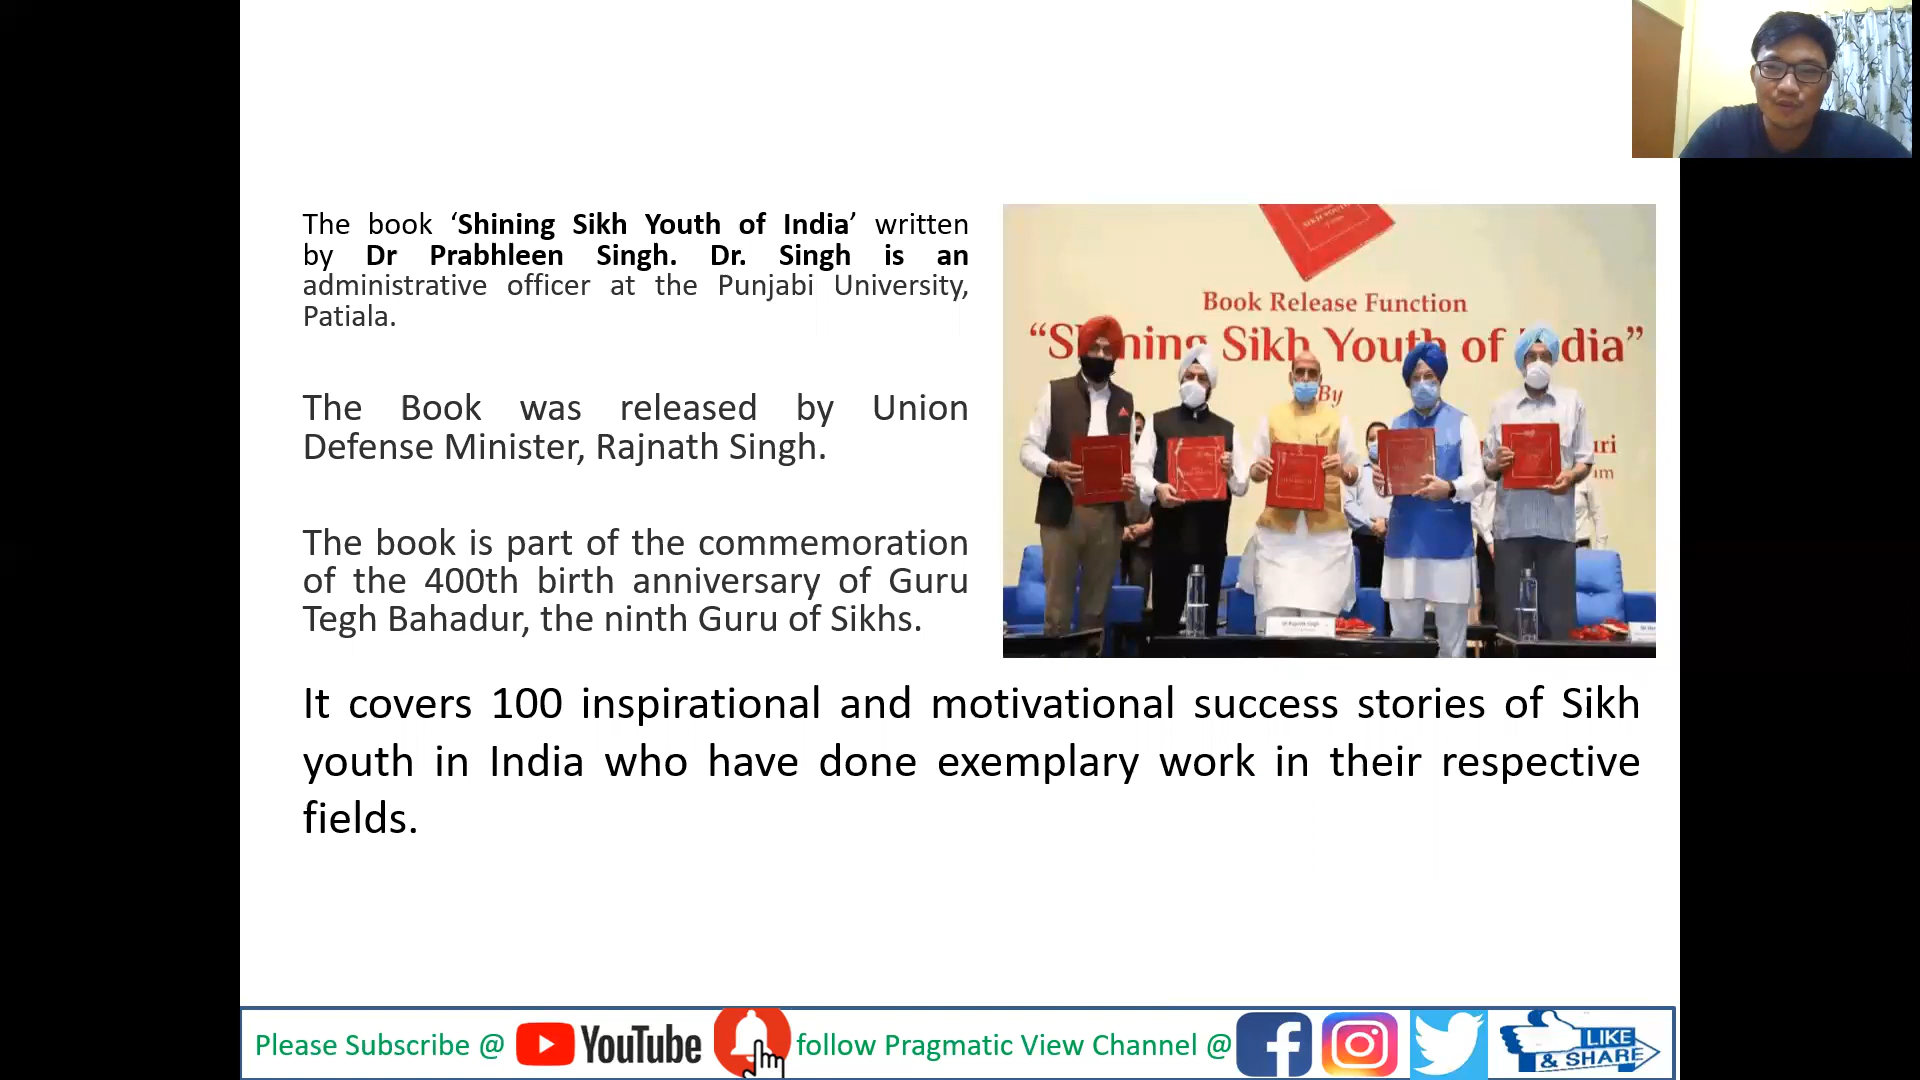 The book ‘Shining Sikh Youth of India’ written
by Dr Prabhleen Singh. Dr. Singh is an
administrative officer at the Punjabi University,
Patiala.
The Book was released by Union
Defense Minister, Rajnath Singh.
The book is part of the commemoration
of the 400th birth anniversary of Guru
Tegh Bahadur, the ninth Guru of Sikhs.
Book Release Function
Sikh Youth of
By
It covers 100 inspirational and motivational success stories of Sikh
youth in India who have done exemplary work in their respective
fields.
Please Subscribe @ YouTube follow Pragmatic View Channel @
LIKE
& SHARE